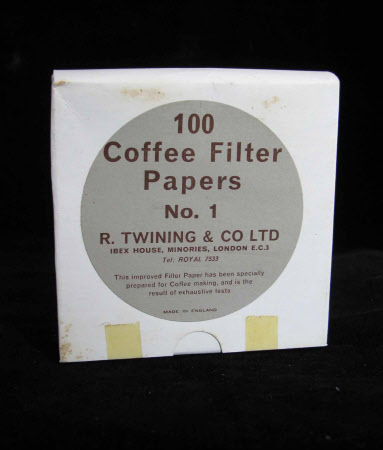 100
Coffee Filter
Papers
No. 1
R. TWINING & CO LTD
IBEX HOUSE, MINORIES, LONDON E.C.3
Tel: ROYAL 7533
This improved Filter Paper has been specially
prepared for Coffee making, and is the
result of exhaustive tests.
MADE IN ENGLAND